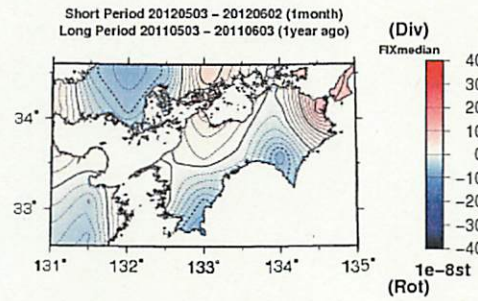 Short Period 20120503 - 20120602 (1month)
Long Period 20110503 - 20110603 (1year ago)
(Div)
FIXmedian
40
30
20
10
0
-10
-20
-30
-40
1e-8st
(Rot)
34°
33°
131°
132°
133°
134°
135°